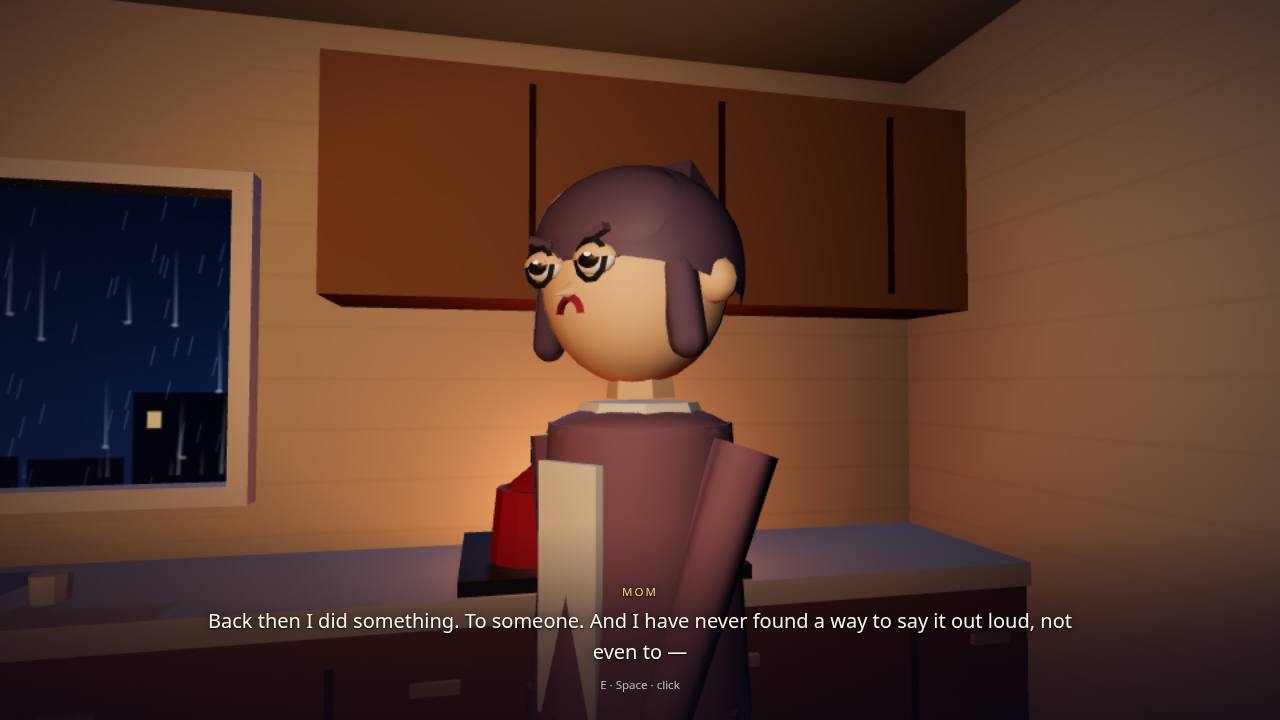 MOM
Back then I did something. To someone. And I have never found a way to say it out loud, not
even to —
E · Space · click